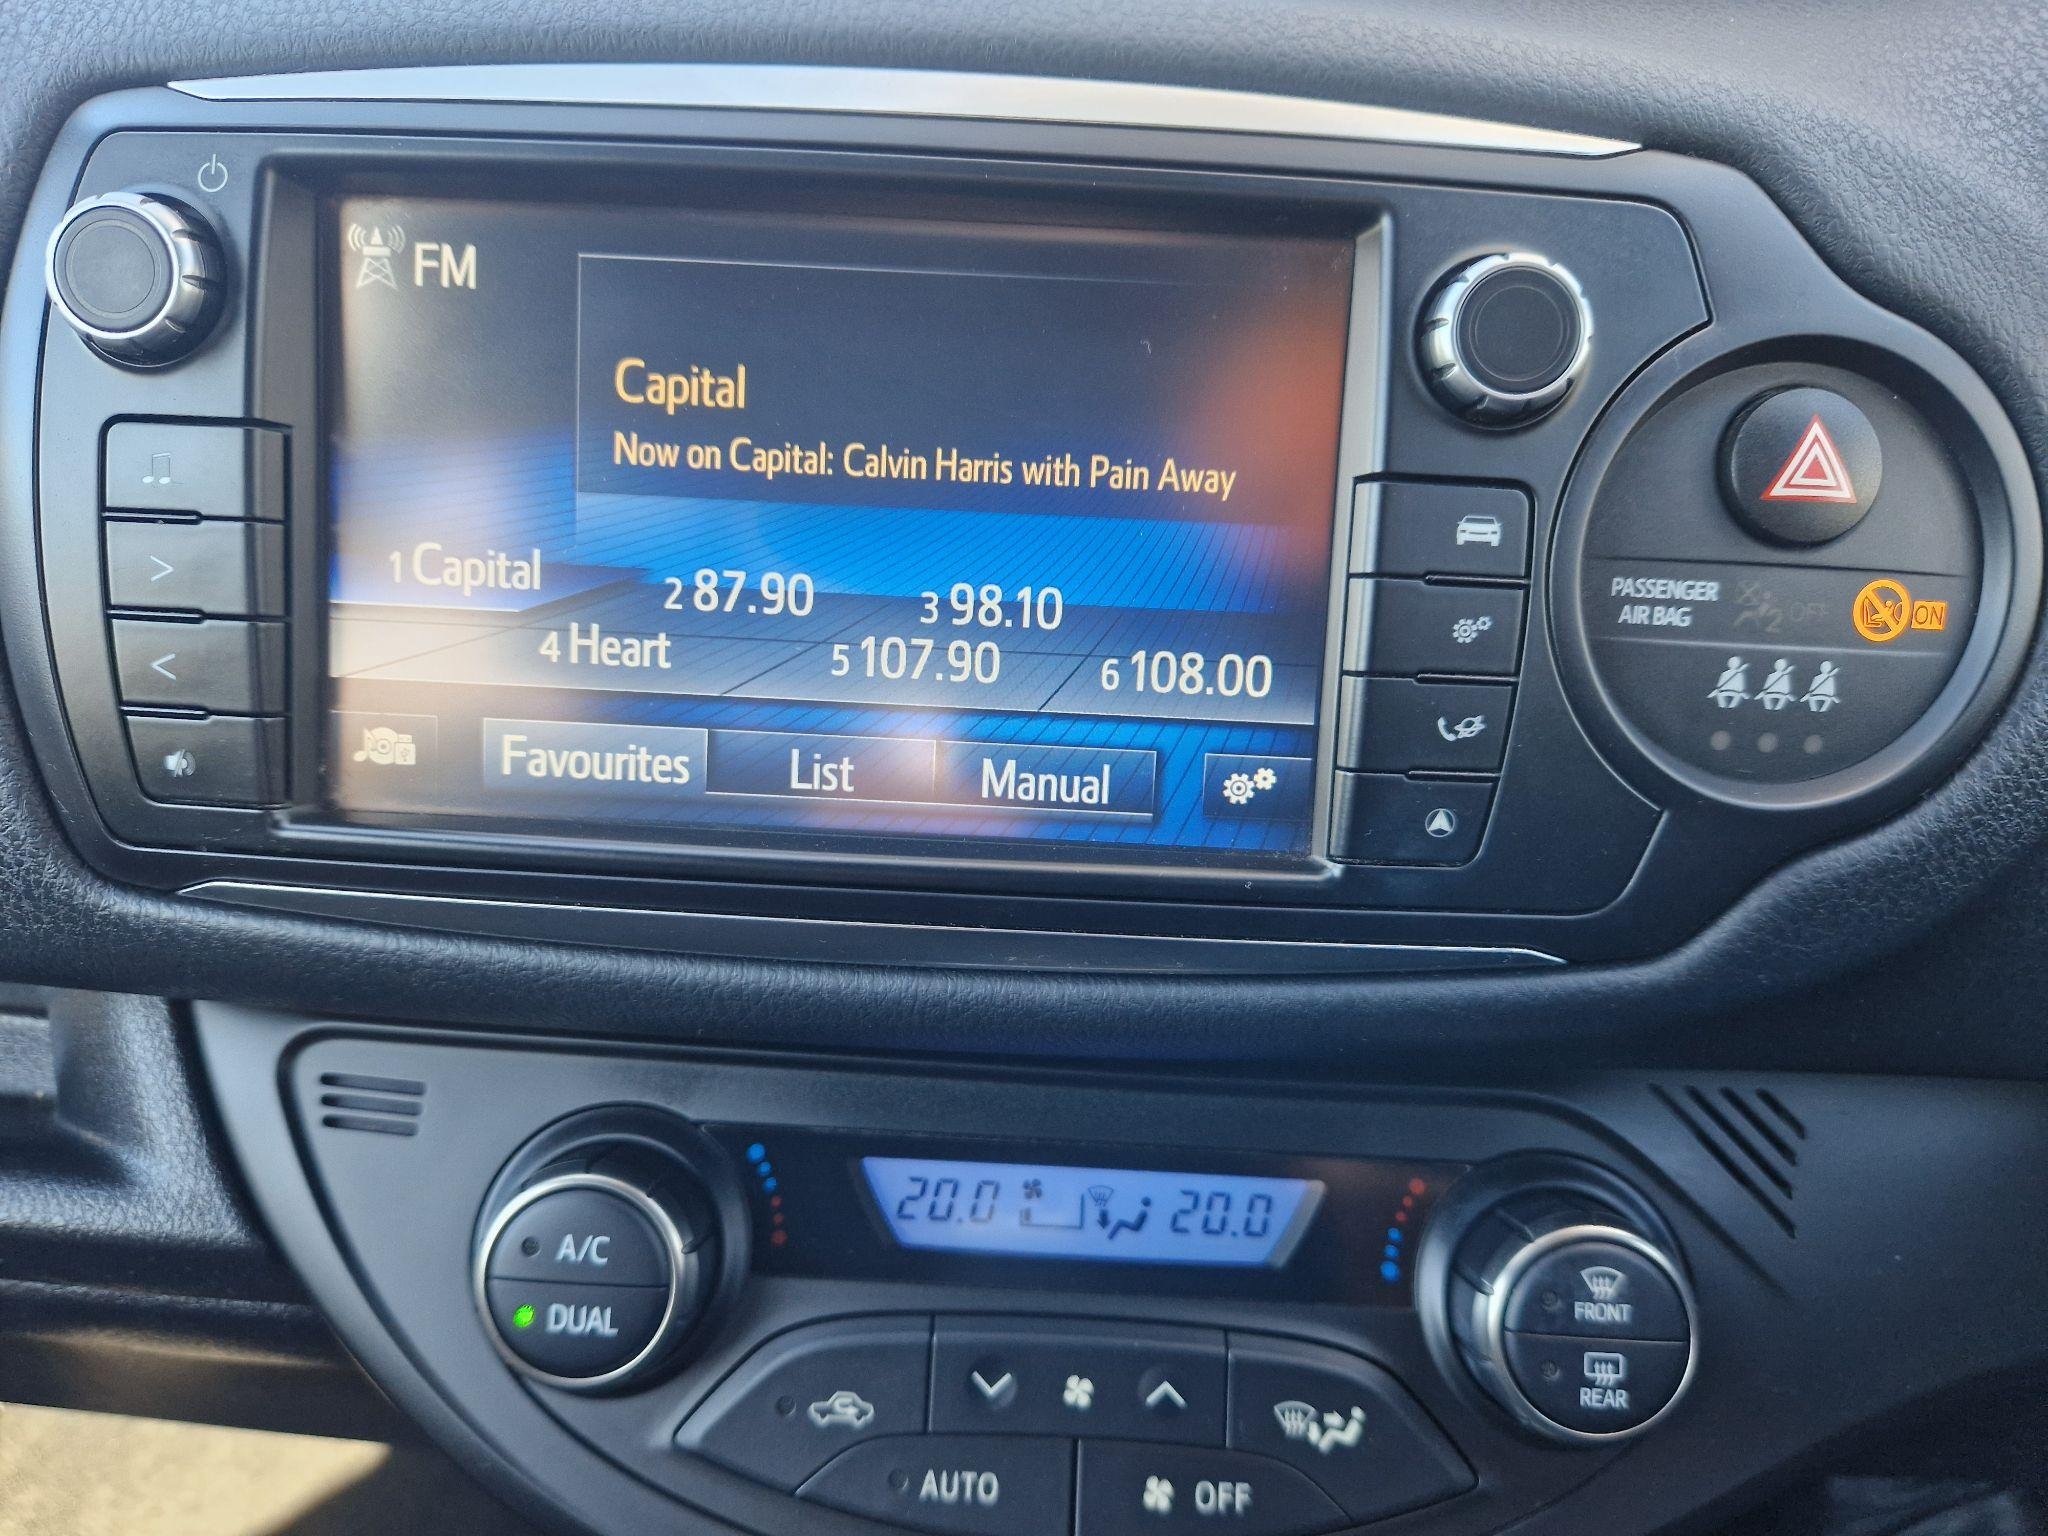 FM
Capital
Now on Capital: Calvin Harris with Pain Away
1 Capital
2 87.90
3 98.10
4 Heart
5 107.90
6 108.00
Favourites
List
Manual
PASSENGER
AIR BAG
2 OFF
ON
20.0
20.0
A/C
DUAL
FRONT
REAR
AUTO
OFF